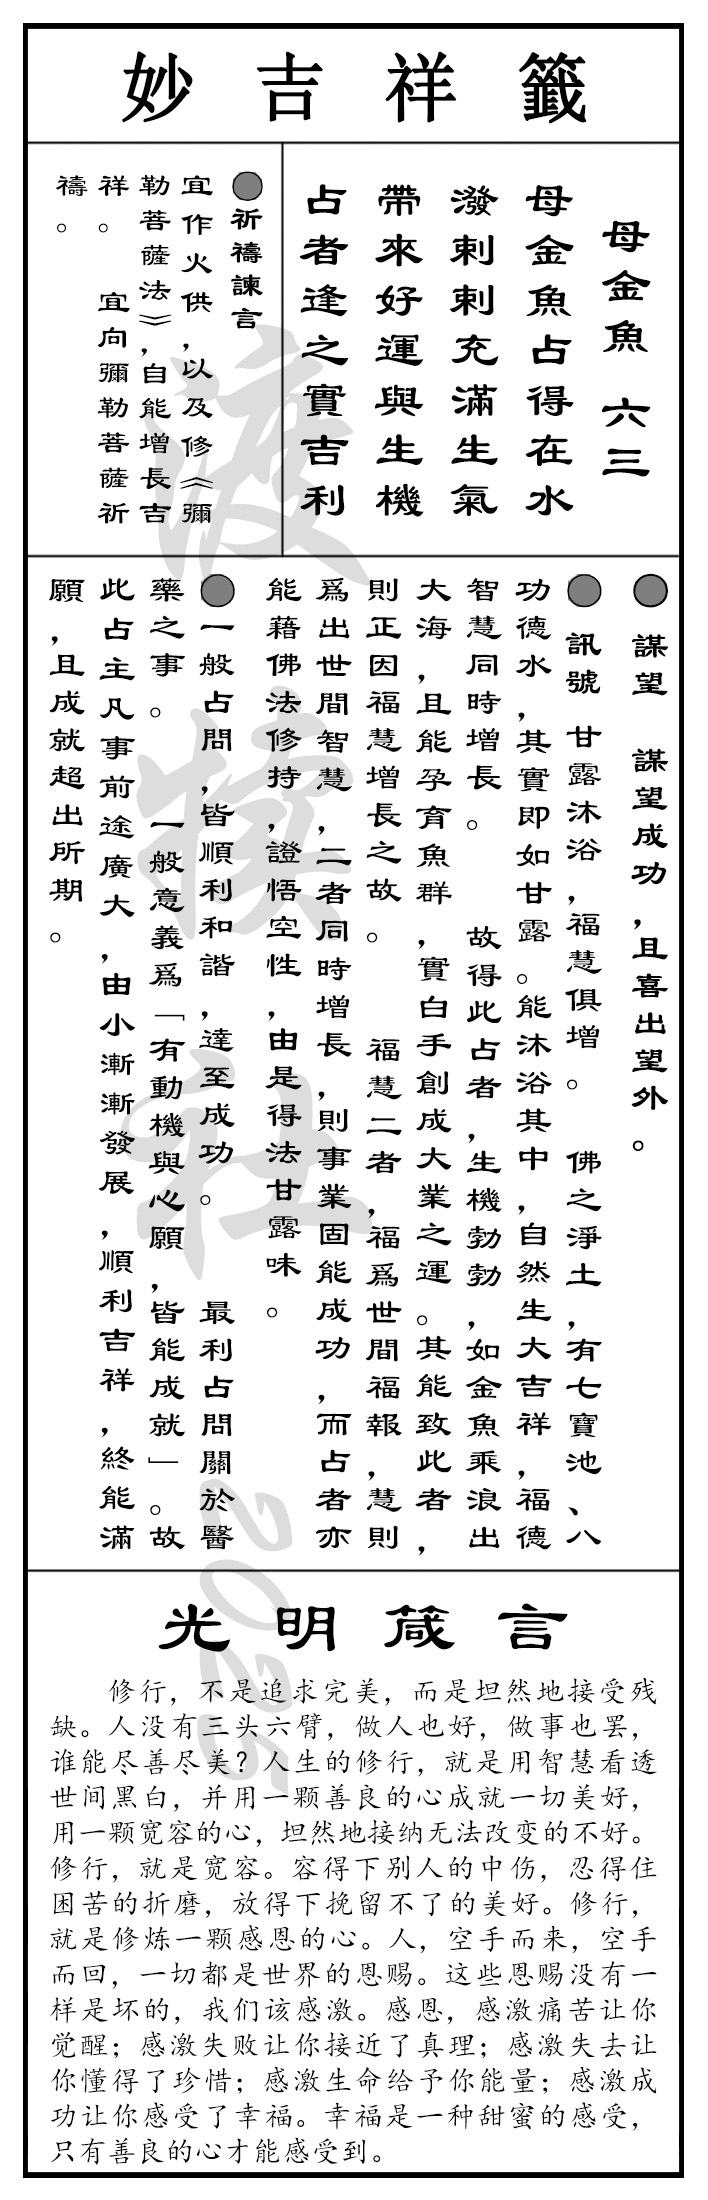 妙吉祥籤
母金魚 六三
母金魚占得在水
潑剌剌充滿生氣
帶來好運與生機
占者逢之實吉利
●祈禱諫言
宜作火供，以及修《彌
勒菩薩法》，自能增長吉
祥。 宜向彌勒菩薩祈
禱。
● 謀望 謀望成功，且喜出望外。
● 訊號 甘露沐浴，福慧俱增。 佛之淨土，有七寶池、八
功德水，其實即如甘露。能沐浴其中，自然生大吉祥，福德
智慧同時增長。 故得此占者，生機勃勃，如金魚乘浪出
大海，且能孕育魚群，實白手創成大業之運。其能致此者，
則正因福慧增長之故。 福慧二者，福爲世間福報，慧則
爲出世間智慧，二者同時增長，則事業固能成功，而占者亦
能藉佛法修持，證悟空性，由是得法甘露味。
●一般占問，皆順利和諧，達至成功。 最利占問關於醫
藥之事。 一般意義爲「有動機與心願，皆能成就」。故
此占主凡事前途廣大，由小漸漸發展，順利吉祥，終能滿
願，且成就超出所期。
渡犢社
2025
光明箴言
修行，不是追求完美，而是坦然地接受残
缺。人没有三头六臂，做人也好，做事也罢，
谁能尽善尽美？人生的修行，就是用智慧看透
世间黑白，并用一颗善良的心成就一切美好，
用一颗宽容的心，坦然地接纳无法改变的不好。
修行，就是宽容。容得下别人的中伤，忍得住
困苦的折磨，放得下挽留不了的美好。修行，
就是修炼一颗感恩的心。人，空手而来，空手
而回，一切都是世界的恩赐。这些恩赐没有一
样是坏的，我们该感激。感恩，感激痛苦让你
觉醒；感激失败让你接近了真理；感激失去让
你懂得了珍惜；感激生命给予你能量；感激成
功让你感受了幸福。幸福是一种甜蜜的感受，
只有善良的心才能感受到。